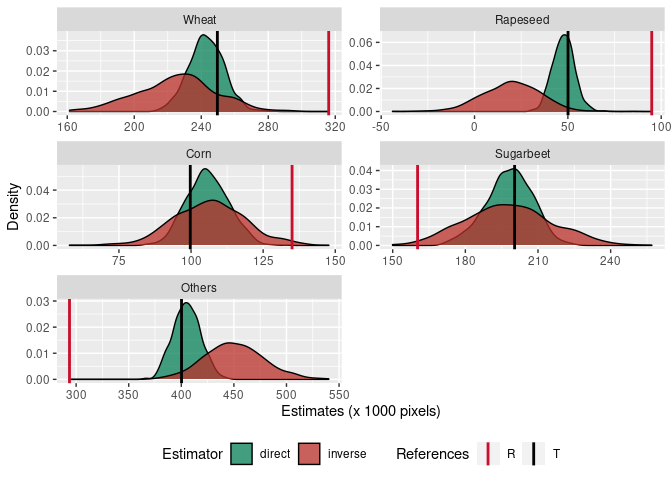 Wheat
0.03
0.02
0.01
0.00
160 200 240 280 320
Rapeseed
0.06
0.04
0.02
0.00
-50 0 50 100
Corn
0.04
0.02
0.00
75 100 125 150
Sugarbeet
0.04
0.03
0.02
0.01
0.00
150 180 210 240
Others
0.03
0.02
0.01
0.00
300 350 400 450 500 550
Density
Estimates (x 1000 pixels)
Estimator direct inverse References R T